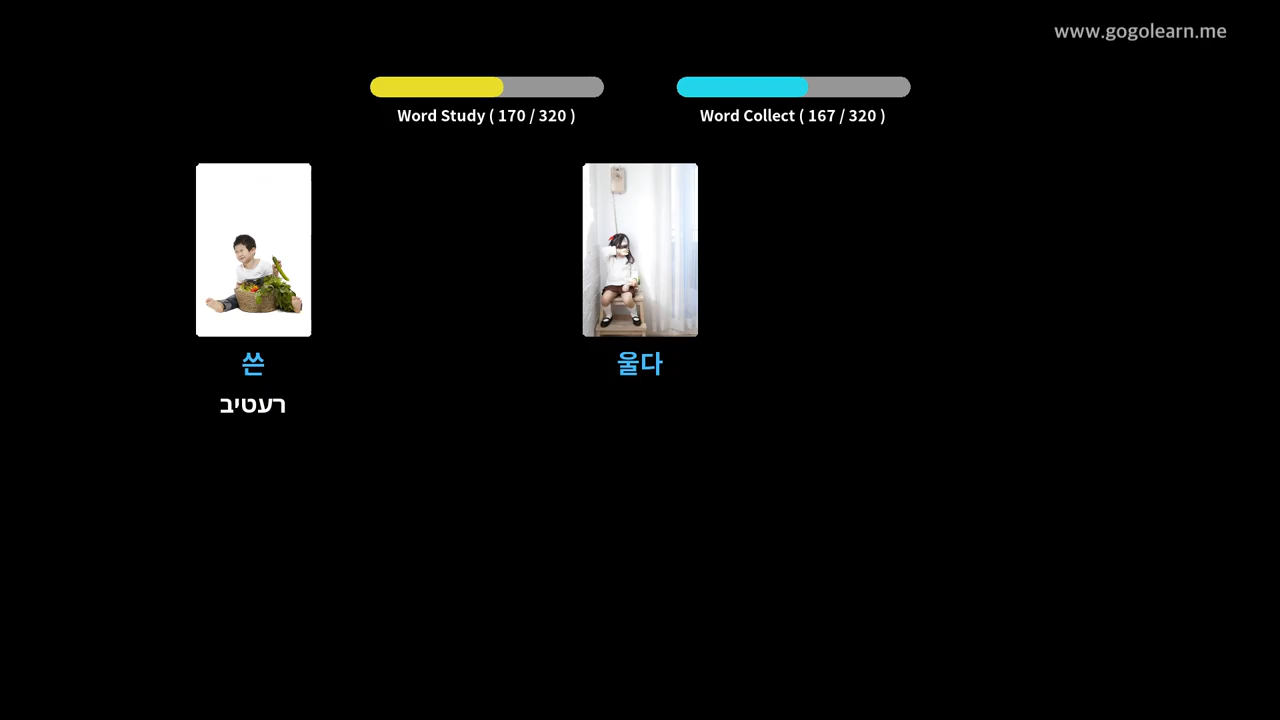 www.gogolearn.me
Word Study ( 170 / 320 )
Word Collect ( 167 / 320 )
쓴
רעטיב
울다